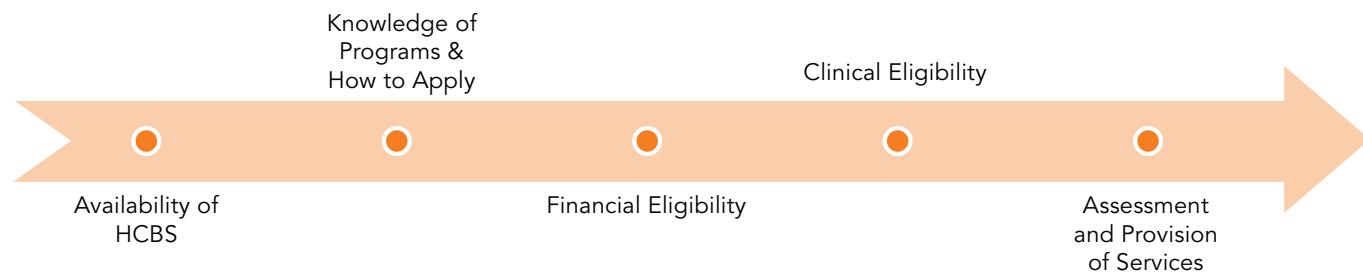 Knowledge of
Programs &
How to Apply
Clinical Eligibility
Availability of
HCBS
Financial Eligibility
Assessment
and Provision
of Services